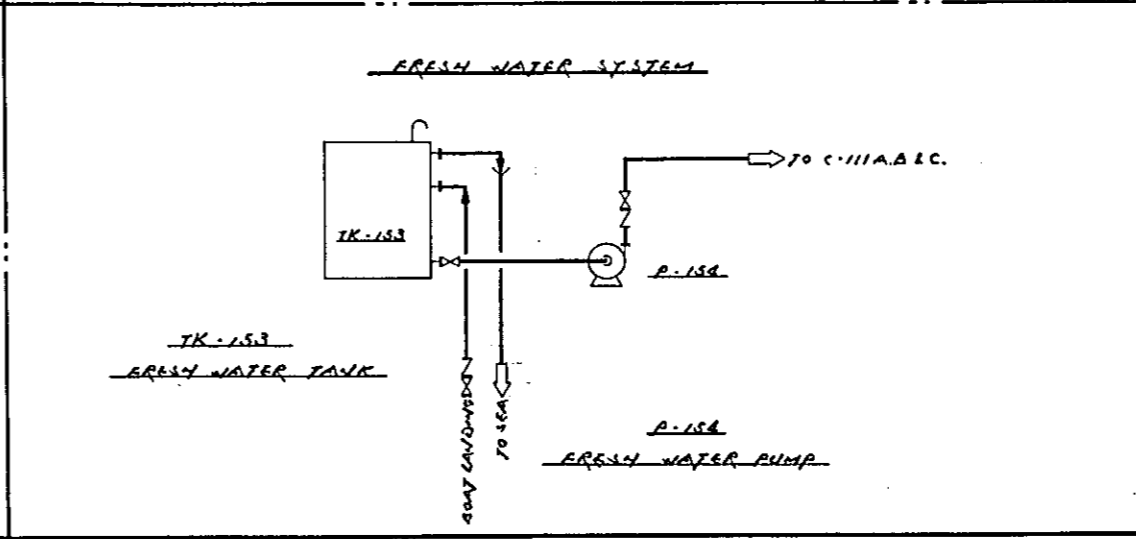 FRESH WATER SYSTEM
TO C-111 A.B & C.
TK-153
P-154
TK-153
FRESH WATER TANK
BOAT LANDING
TO SEA
P-154
FRESH WATER PUMP